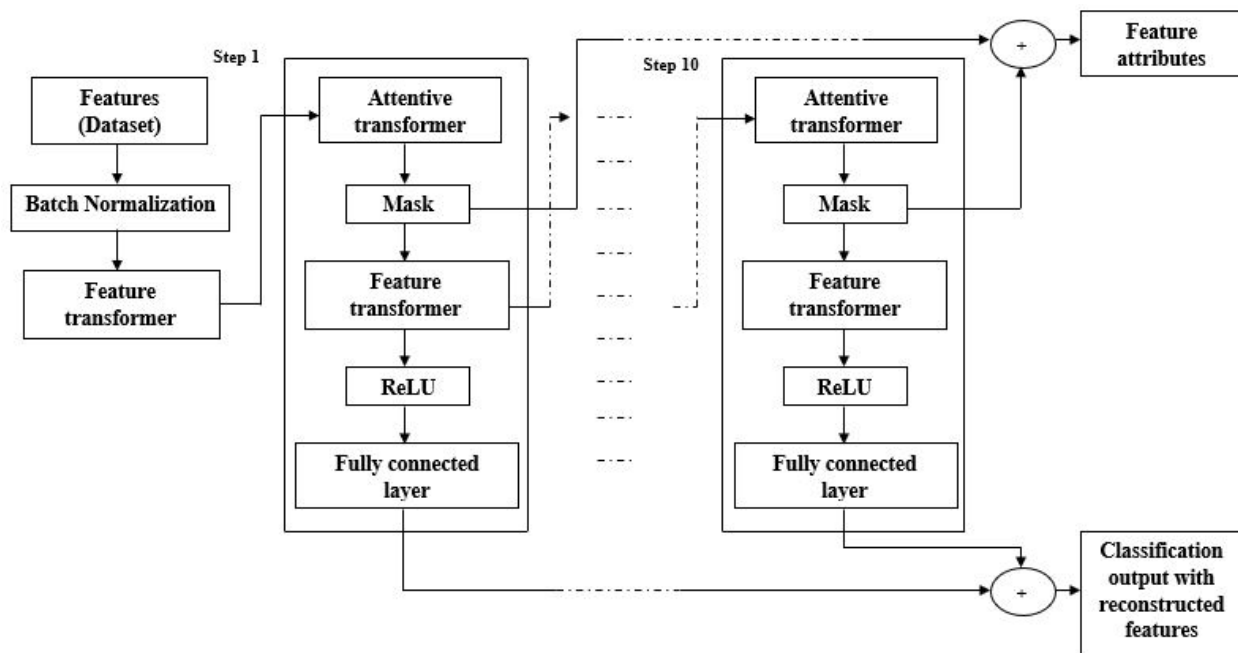 Features
(Dataset)
Batch Normalization
Feature
transformer
Step 1
Attentive
transformer
Mask
Feature
transformer
ReLU
Fully connected
layer
Step 10
Attentive
transformer
Mask
Feature
transformer
ReLU
Fully connected
layer
+
Feature
attributes
+
Classification
output with
reconstructed
features